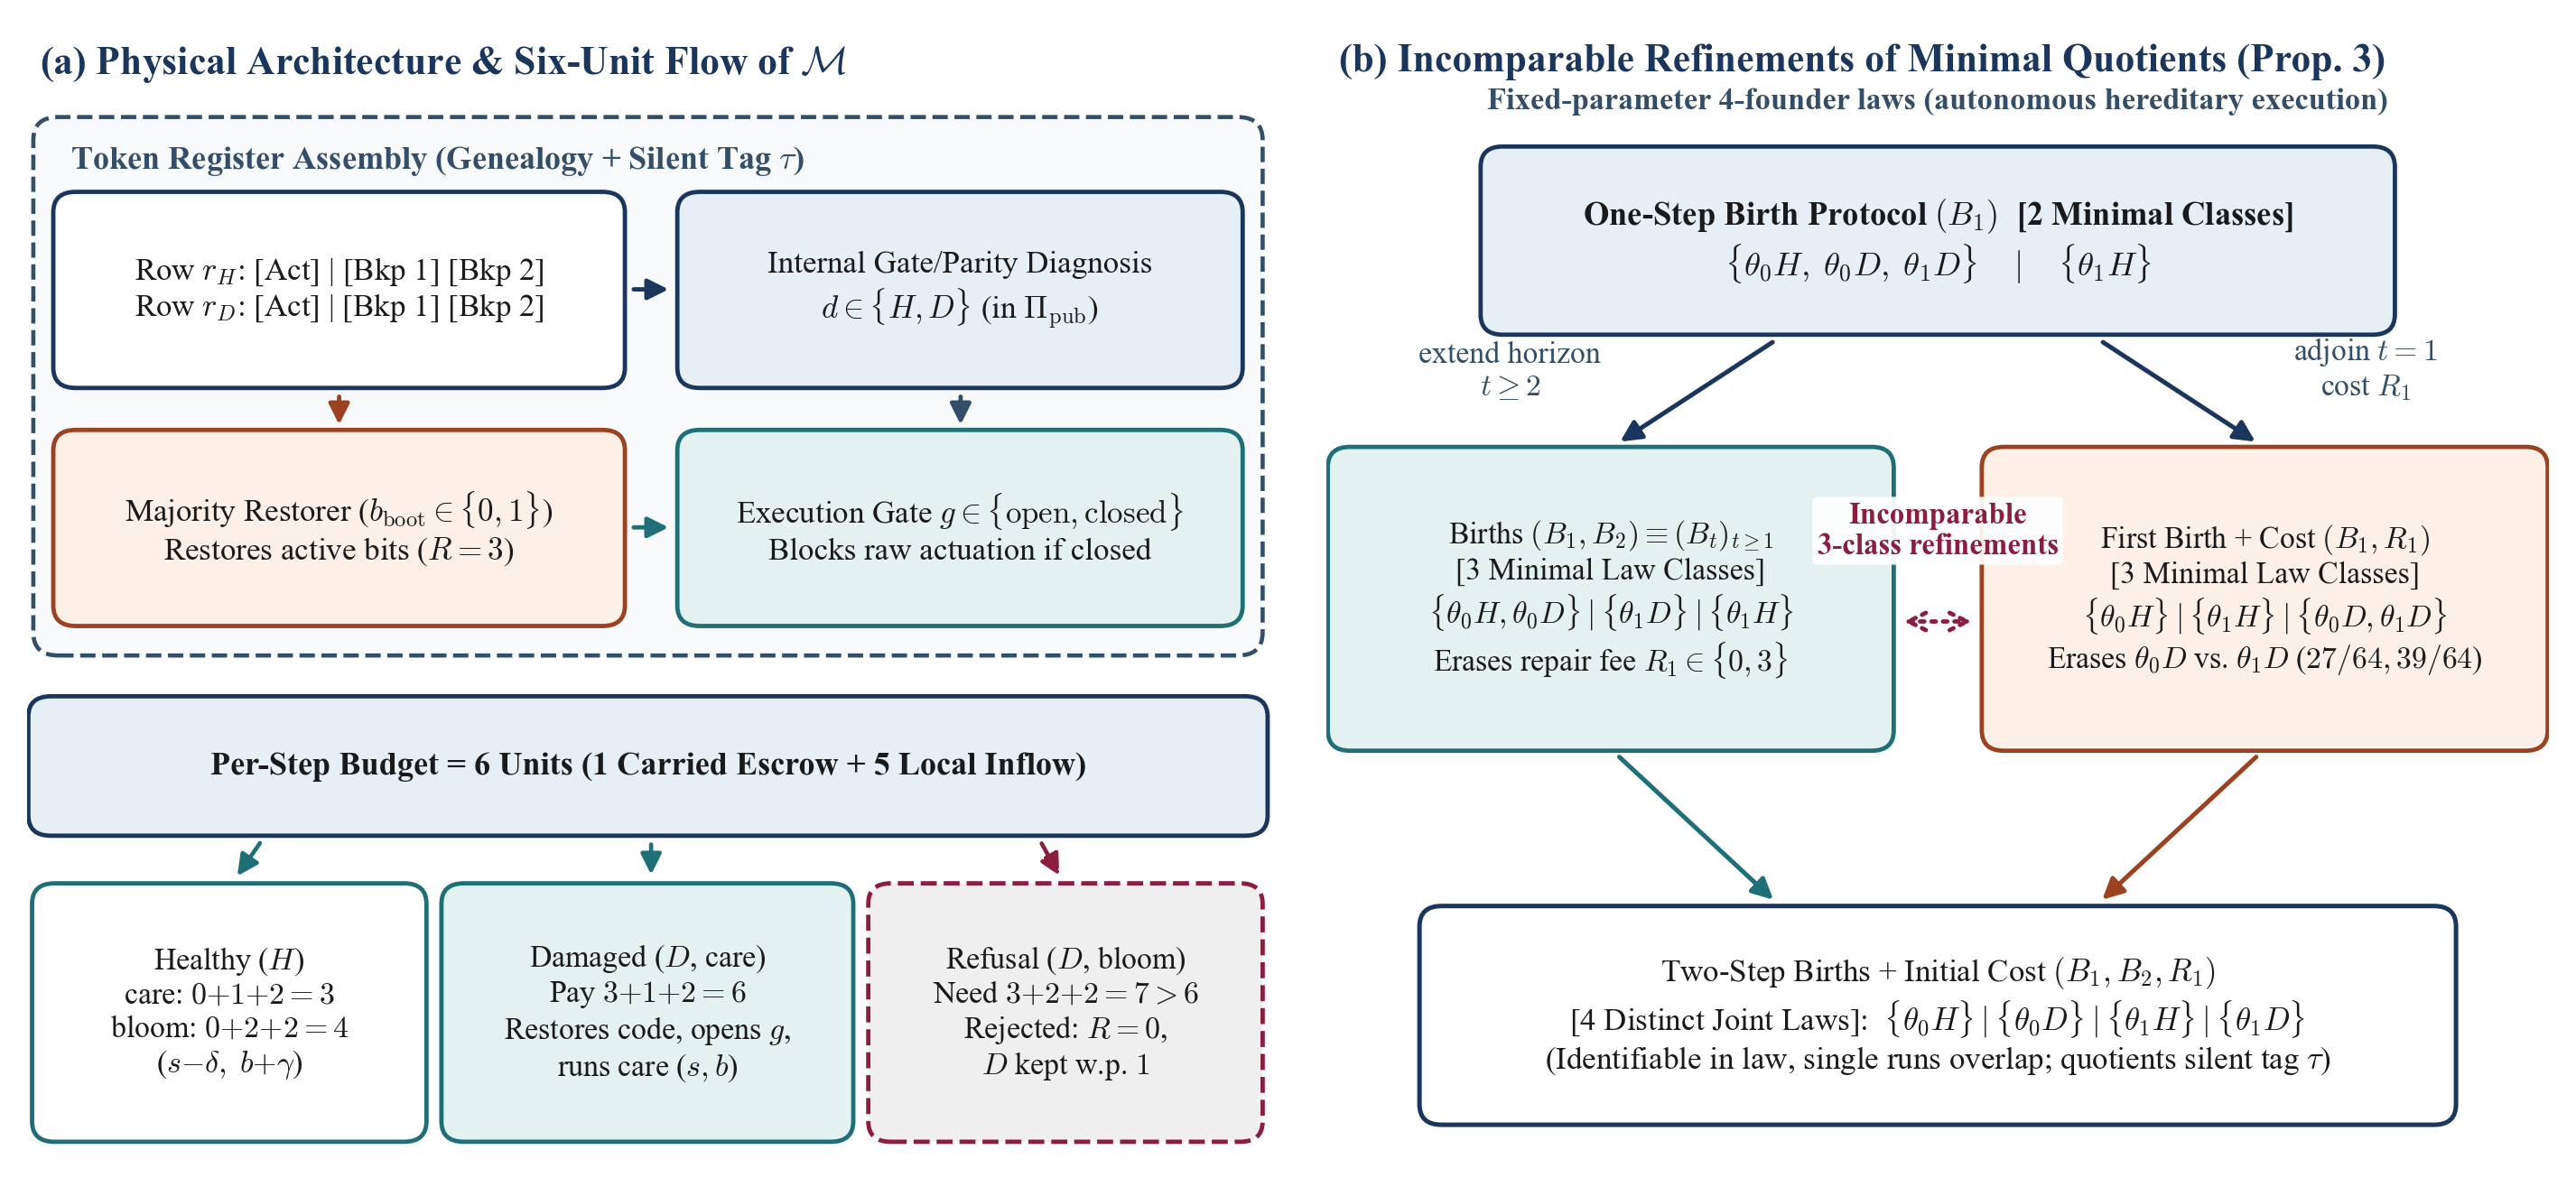 (a) Physical Architecture & Six-Unit Flow of ℳ
Token Register Assembly (Genealogy + Silent Tag τ)
Row r_H: [Act] | [Bkp 1] [Bkp 2]
Row r_D: [Act] | [Bkp 1] [Bkp 2]
Internal Gate/Parity Diagnosis
d ∈ {H, D} (in Π_pub)
Majority Restorer (b_boot ∈ {0, 1})
Restores active bits (R = 3)
Execution Gate g ∈ {open, closed}
Blocks raw actuation if closed
Per-Step Budget = 6 Units (1 Carried Escrow + 5 Local Inflow)
Healthy (H)
care: 0+1+2 = 3
bloom: 0+2+2 = 4
(s−δ, b+γ)
Damaged (D, care)
Pay 3+1+2 = 6
Restores code, opens g,
runs care (s, b)
Refusal (D, bloom)
Need 3+2+2 = 7 > 6
Rejected: R = 0,
D kept w.p. 1
(b) Incomparable Refinements of Minimal Quotients (Prop. 3)
Fixed-parameter 4-founder laws (autonomous hereditary execution)
One-Step Birth Protocol (B₁) [2 Minimal Classes]
{θ₀H, θ₀D, θ₁D} | {θ₁H}
extend horizon
t ≥ 2
adjoin t = 1
cost R₁
Births (B₁, B₂) ≡ (B_t)_{t ≥ 1}
[3 Minimal Law Classes]
{θ₀H, θ₀D} | {θ₁D} | {θ₁H}
Erases repair fee R₁ ∈ {0, 3}
Incomparable
3-class refinements
First Birth + Cost (B₁, R₁)
[3 Minimal Law Classes]
{θ₀H} | {θ₁H} | {θ₀D, θ₁D}
Erases θ₀D vs. θ₁D (27/64, 39/64)
Two-Step Births + Initial Cost (B₁, B₂, R₁)
[4 Distinct Joint Laws]: {θ₀H} | {θ₀D} | {θ₁H} | {θ₁D}
(Identifiable in law, single runs overlap; quotients silent tag τ)